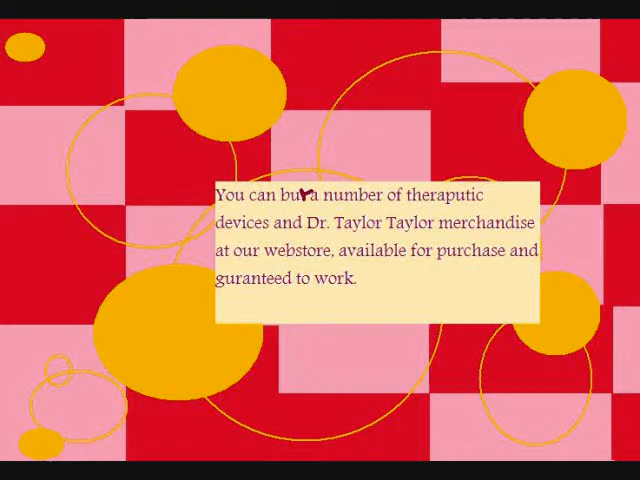 You can buy a number of theraputic
devices and Dr. Taylor Taylor merchandise
at our webstore, available for purchase and
guranteed to work.